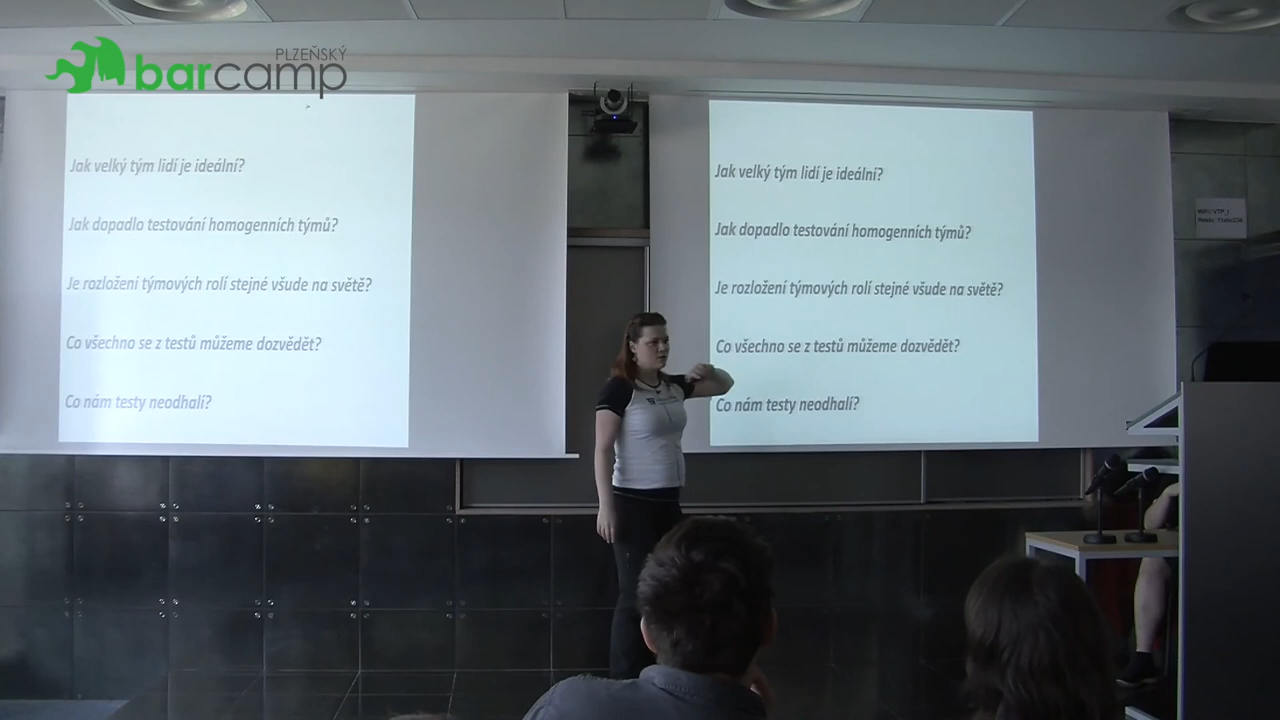 PLZEŇSKÝ
barcamp
Jak velký tým lidí je ideální?
Jak dopadlo testování homogenních týmů?
Je rozložení týmových rolí stejné všude na světě?
Co všechno se z testů můžeme dozvědět?
Co nám testy neodhalí?
Jak velký tým lidí je ideální?
Jak dopadlo testování homogenních týmů?
Je rozložení týmových rolí stejné všude na světě?
Co všechno se z testů můžeme dozvědět?
Co nám testy neodhalí?